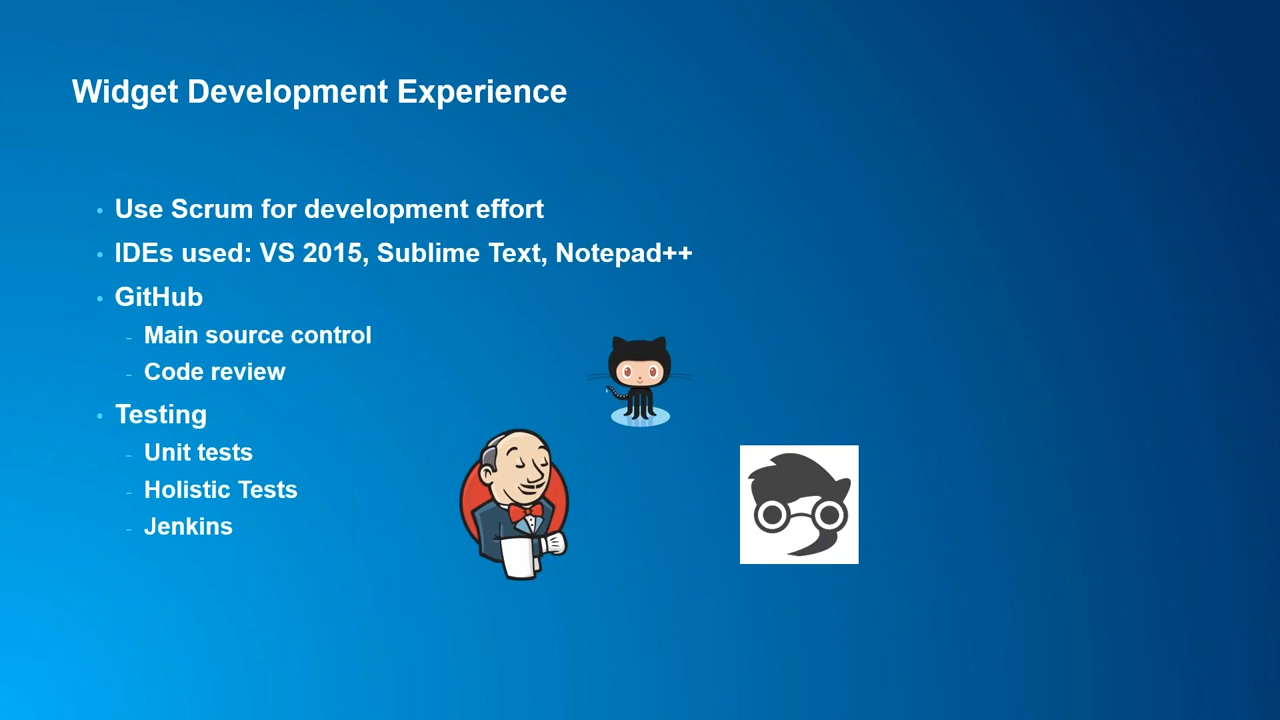 Widget Development Experience
Use Scrum for development effort
IDEs used: VS 2015, Sublime Text, Notepad++
GitHub
Main source control
Code review
Testing
Unit tests
Holistic Tests
Jenkins